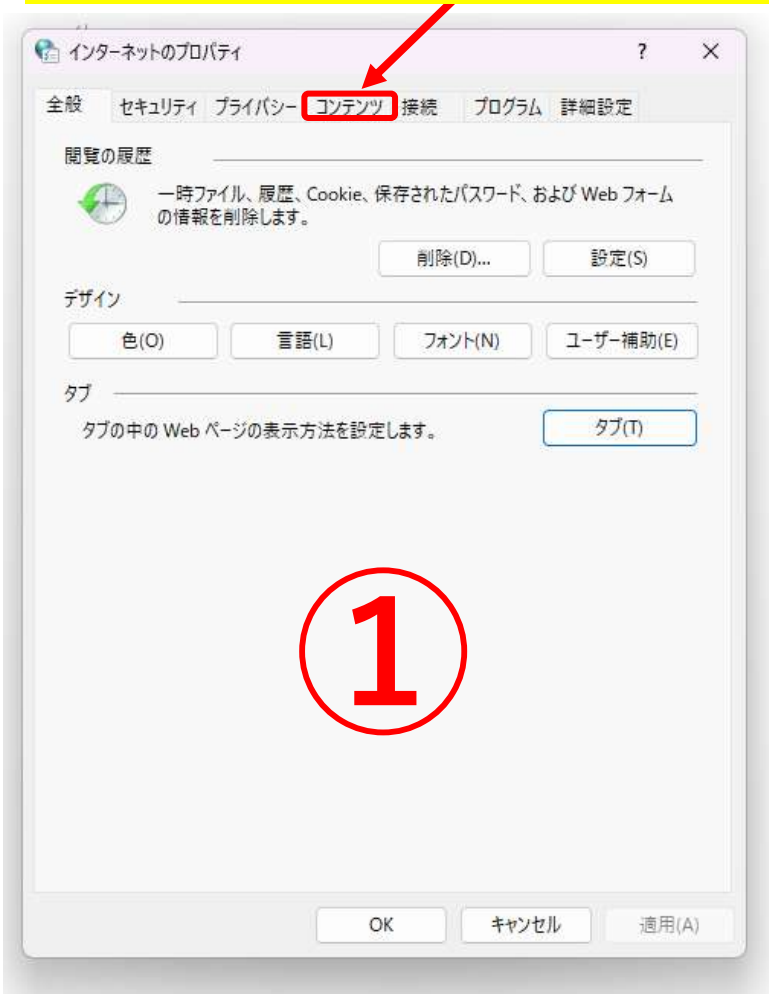 インターネットのプロパティ
?
×
全般 セキュリティ プライバシー コンテンツ 接続 プログラム 詳細設定
閲覧の履歴
一時ファイル、履歴、Cookie、保存されたパスワード、および Web フォーム
の情報を削除します。
削除(D)... 設定(S)
デザイン
色(O) 言語(L) フォント(N) ユーザー補助(E)
タブ
タブの中の Web ページの表示方法を設定します。 タブ(T)
①
OK キャンセル 適用(A)